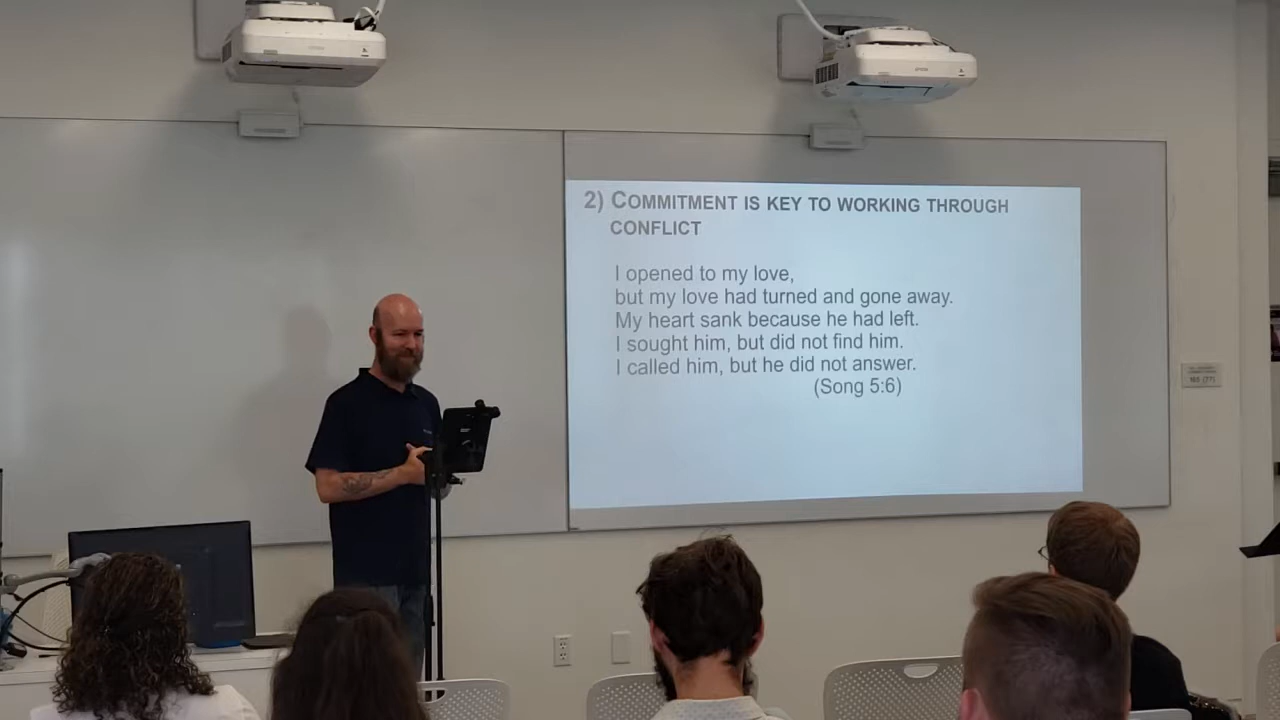 2) COMMITMENT IS KEY TO WORKING THROUGH
CONFLICT
I opened to my love,
but my love had turned and gone away.
My heart sank because he had left.
I sought him, but did not find him.
I called him, but he did not answer.
(Song 5:6)